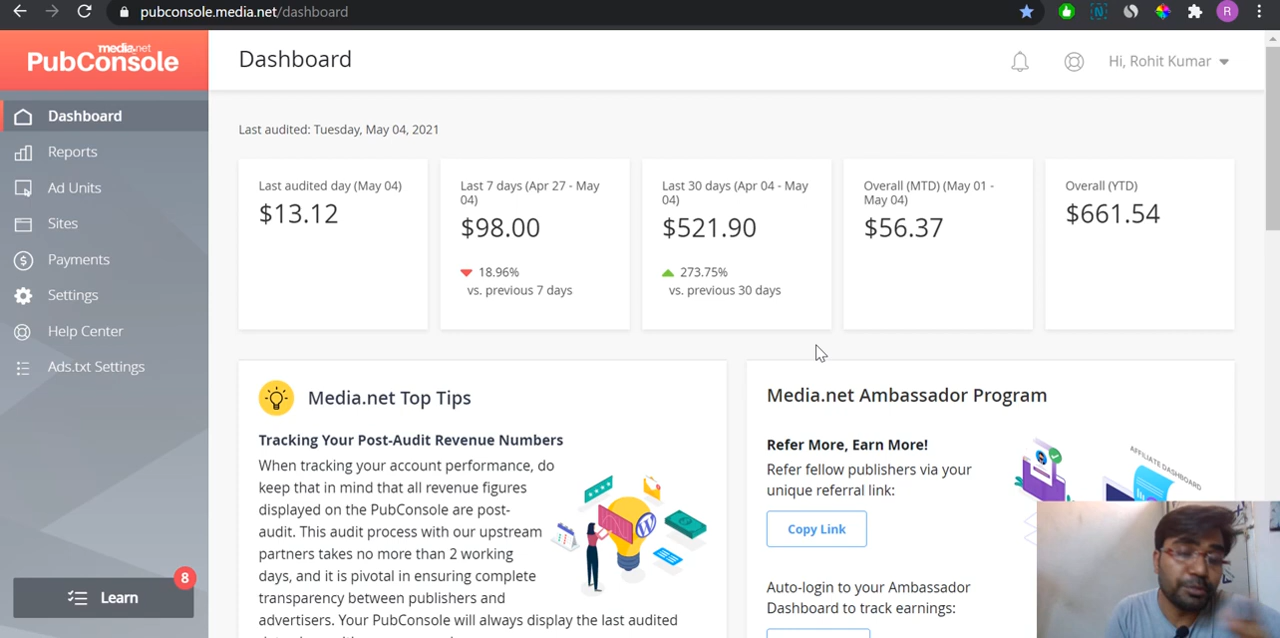 pubconsole.media.net/dashboard
R
media.net
PubConsole
Dashboard
Hi, Rohit Kumar
Dashboard
Reports
Ad Units
Sites
Payments
Settings
Help Center
Ads.txt Settings
Learn
8
Last audited: Tuesday, May 04, 2021
Last audited day (May 04)
$13.12
Last 7 days (Apr 27 - May
04)
$98.00
18.96%
vs. previous 7 days
Last 30 days (Apr 04 - May
04)
$521.90
273.75%
vs. previous 30 days
Overall (MTD) (May 01 -
May 04)
$56.37
Overall (YTD)
$661.54
Media.net Top Tips
Tracking Your Post-Audit Revenue Numbers
When tracking your account performance, do
keep that in mind that all revenue figures
displayed on the PubConsole are post-
audit. This audit process with our upstream
partners takes no more than 2 working
days, and it is pivotal in ensuring complete
transparency between publishers and
advertisers. Your PubConsole will always display the last audited
Media.net Ambassador Program
Refer More, Earn More!
Refer fellow publishers via your
unique referral link:
Copy Link
AFFILIATE DASHBOARD
Auto-login to your Ambassador
Dashboard to track earnings: